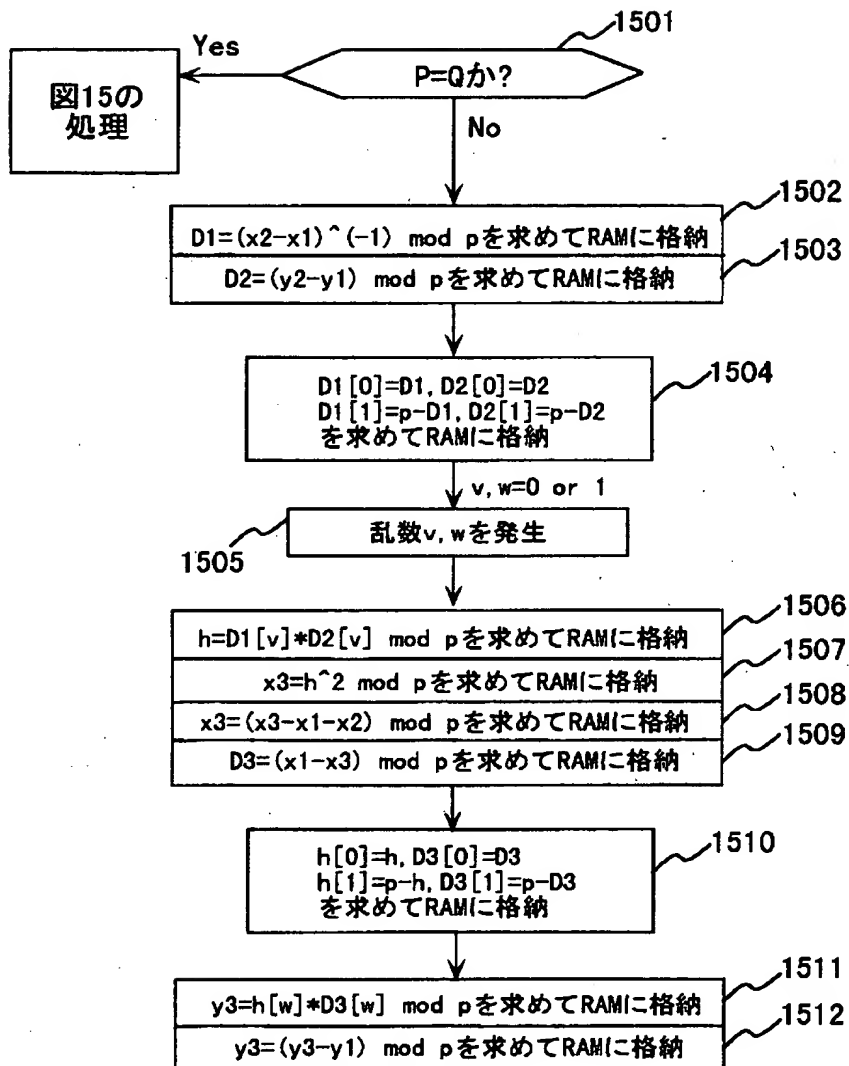 1501
Yes
P=Qか?
図15の
処理
No
1502
D1=(x2-x1)^(-1) mod pを求めてRAMに格納
1503
D2=(y2-y1) mod pを求めてRAMに格納
1504
D1[0]=D1, D2[0]=D2
D1[1]=p-D1, D2[1]=p-D2
を求めてRAMに格納
v, w=0 or 1
乱数v, wを発生
1505
1506
h=D1[v]*D2[v] mod pを求めてRAMに格納
1507
x3=h^2 mod pを求めてRAMに格納
1508
x3=(x3-x1-x2) mod pを求めてRAMに格納
1509
D3=(x1-x3) mod pを求めてRAMに格納
1510
h[0]=h, D3[0]=D3
h[1]=p-h, D3[1]=p-D3
を求めてRAMに格納
1511
y3=h[w]*D3[w] mod pを求めてRAMに格納
1512
y3=(y3-y1) mod pを求めてRAMに格納